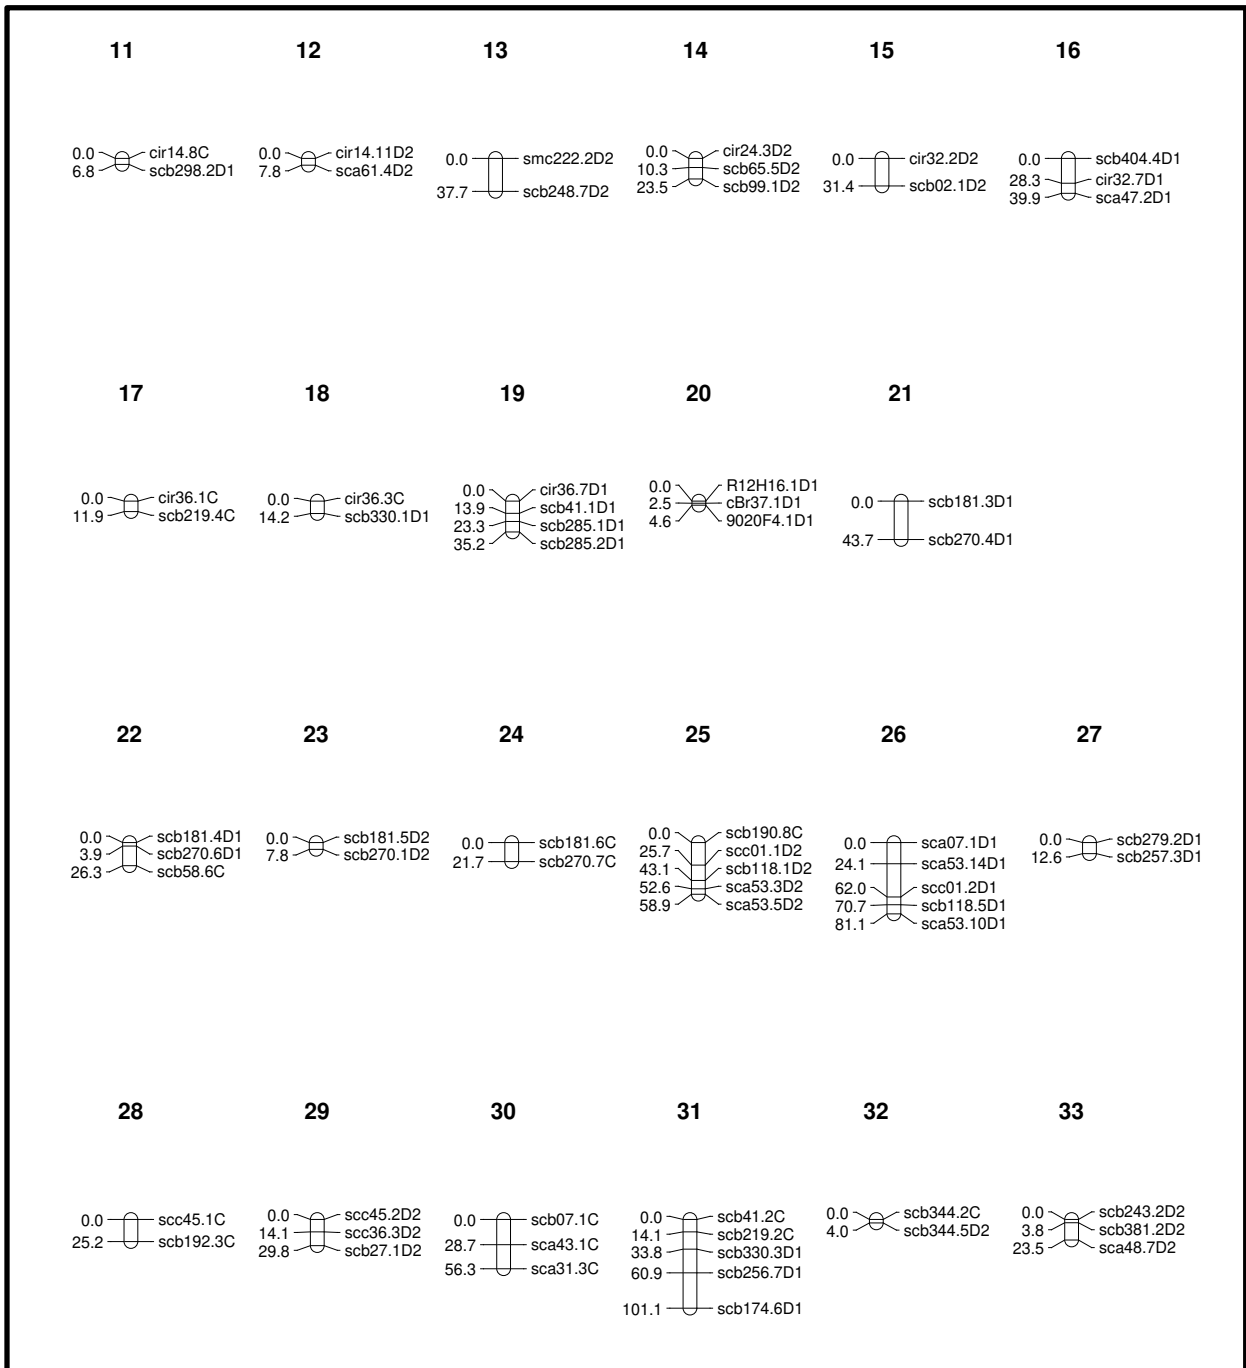 11 12 13 14 15 16
0.0 cir14.8C
6.8 scb298.2D1
0.0 cir14.11D2
7.8 sca61.4D2
0.0 smc222.2D2
37.7 scb248.7D2
0.0 cir24.3D2
10.3 scb65.5D2
23.5 scb99.1D2
0.0 cir32.2D2
31.4 scb02.1D2
0.0 scb404.4D1
28.3 cir32.7D1
39.9 sca47.2D1
17 18 19 20 21
0.0 cir36.1C
11.9 scb219.4C
0.0 cir36.3C
14.2 scb330.1D1
0.0 cir36.7D1
13.9 scb41.1D1
23.3 scb285.1D1
35.2 scb285.2D1
0.0 R12H16.1D1
2.5 cBr37.1D1
4.6 9020F4.1D1
0.0 scb181.3D1
43.7 scb270.4D1
22 23 24 25 26 27
0.0 scb181.4D1
3.9 scb270.6D1
26.3 scb58.6C
0.0 scb181.5D2
7.8 scb270.1D2
0.0 scb181.6C
21.7 scb270.7C
0.0 scb190.8C
25.7 scc01.1D2
43.1 scb118.1D2
52.6 sca53.3D2
58.9 sca53.5D2
0.0 sca07.1D1
24.1 sca53.14D1
62.0 scc01.2D1
70.7 scb118.5D1
81.1 sca53.10D1
0.0 scb279.2D1
12.6 scb257.3D1
28 29 30 31 32 33
0.0 scc45.1C
25.2 scb192.3C
0.0 scc45.2D2
14.1 scc36.3D2
29.8 scb27.1D2
0.0 scb07.1C
28.7 sca43.1C
56.3 sca31.3C
0.0 scb41.2C
14.1 scb219.2C
33.8 scb330.3D1
60.9 scb256.7D1
101.1 scb174.6D1
0.0 scb344.2C
4.0 scb344.5D2
0.0 scb243.2D2
3.8 scb381.2D2
23.5 sca48.7D2